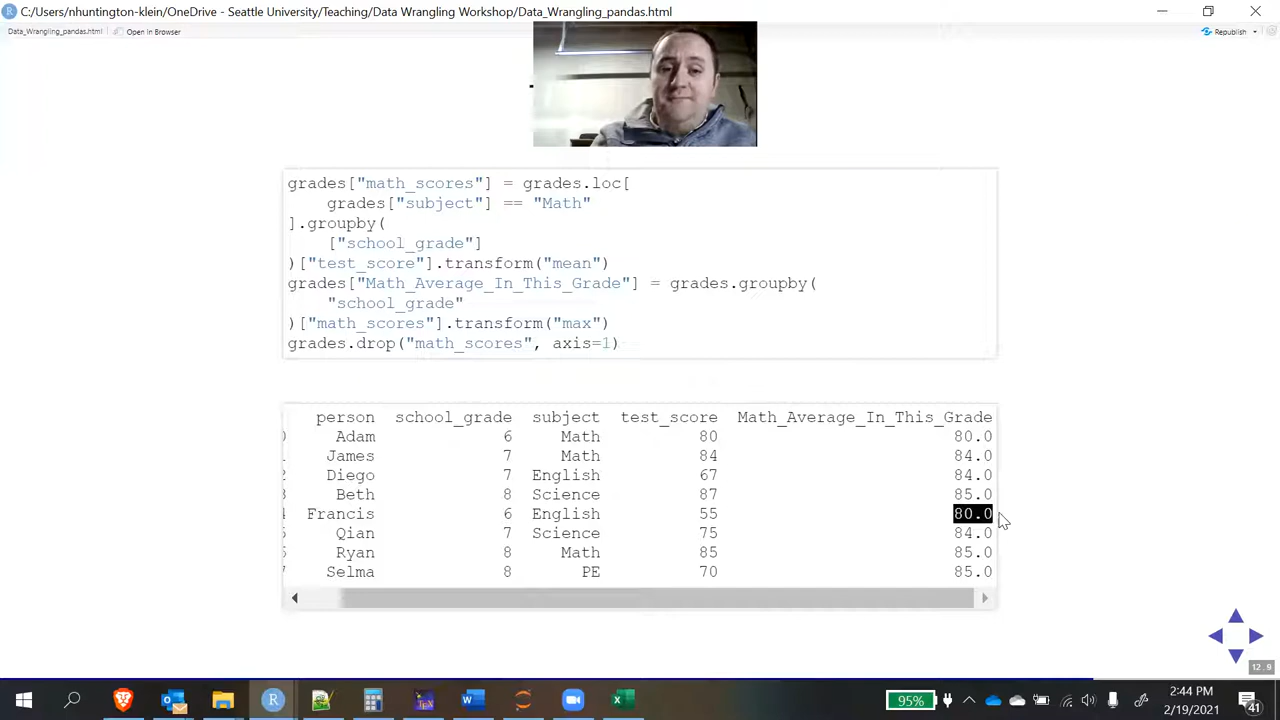 C:/Users/nhuntington-klein/OneDrive - Seattle University/Teaching/Data Wrangling Workshop/Data_Wrangling_pandas.html
Data_Wrangling_pandas.html Open in Browser Republish
grades["math_scores"] = grades.loc[
grades["subject"] == "Math"
].groupby(
["school_grade"]
)["test_score"].transform("mean")
grades["Math_Average_In_This_Grade"] = grades.groupby(
"school_grade"
)["math_scores"].transform("max")
grades.drop("math_scores", axis=1)
person school_grade subject test_score Math_Average_In_This_Grade
Adam 6 Math 80 80.0
James 7 Math 84 84.0
Diego 7 English 67 84.0
Beth 8 Science 87 85.0
Francis 6 English 55 80.0
Qian 7 Science 75 84.0
Ryan 8 Math 85 85.0
Selma 8 PE 70 85.0
12.9
95%
2:44 PM
2/19/2021
41